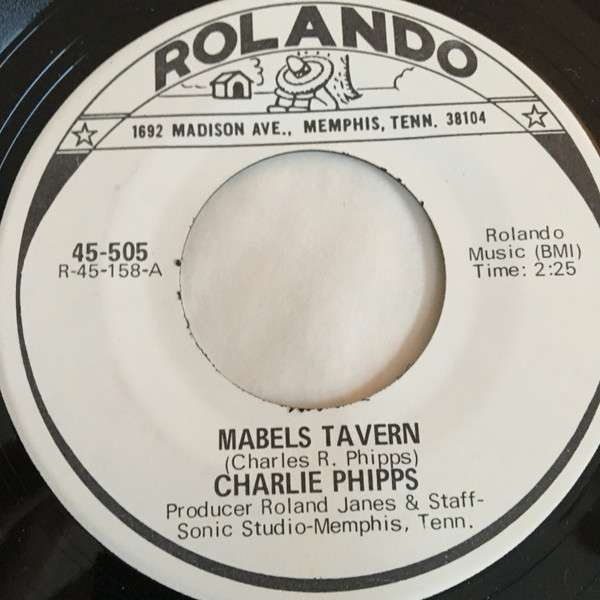 ROLANDO
1692 MADISON AVE., MEMPHIS, TENN. 38104
45-505
R-45-158-A
Rolando
Music (BMI)
Time: 2:25
MABELS TAVERN
(Charles R. Phipps)
CHARLIE PHIPPS
Producer Roland Janes & Staff-
Sonic Studio-Memphis, Tenn.